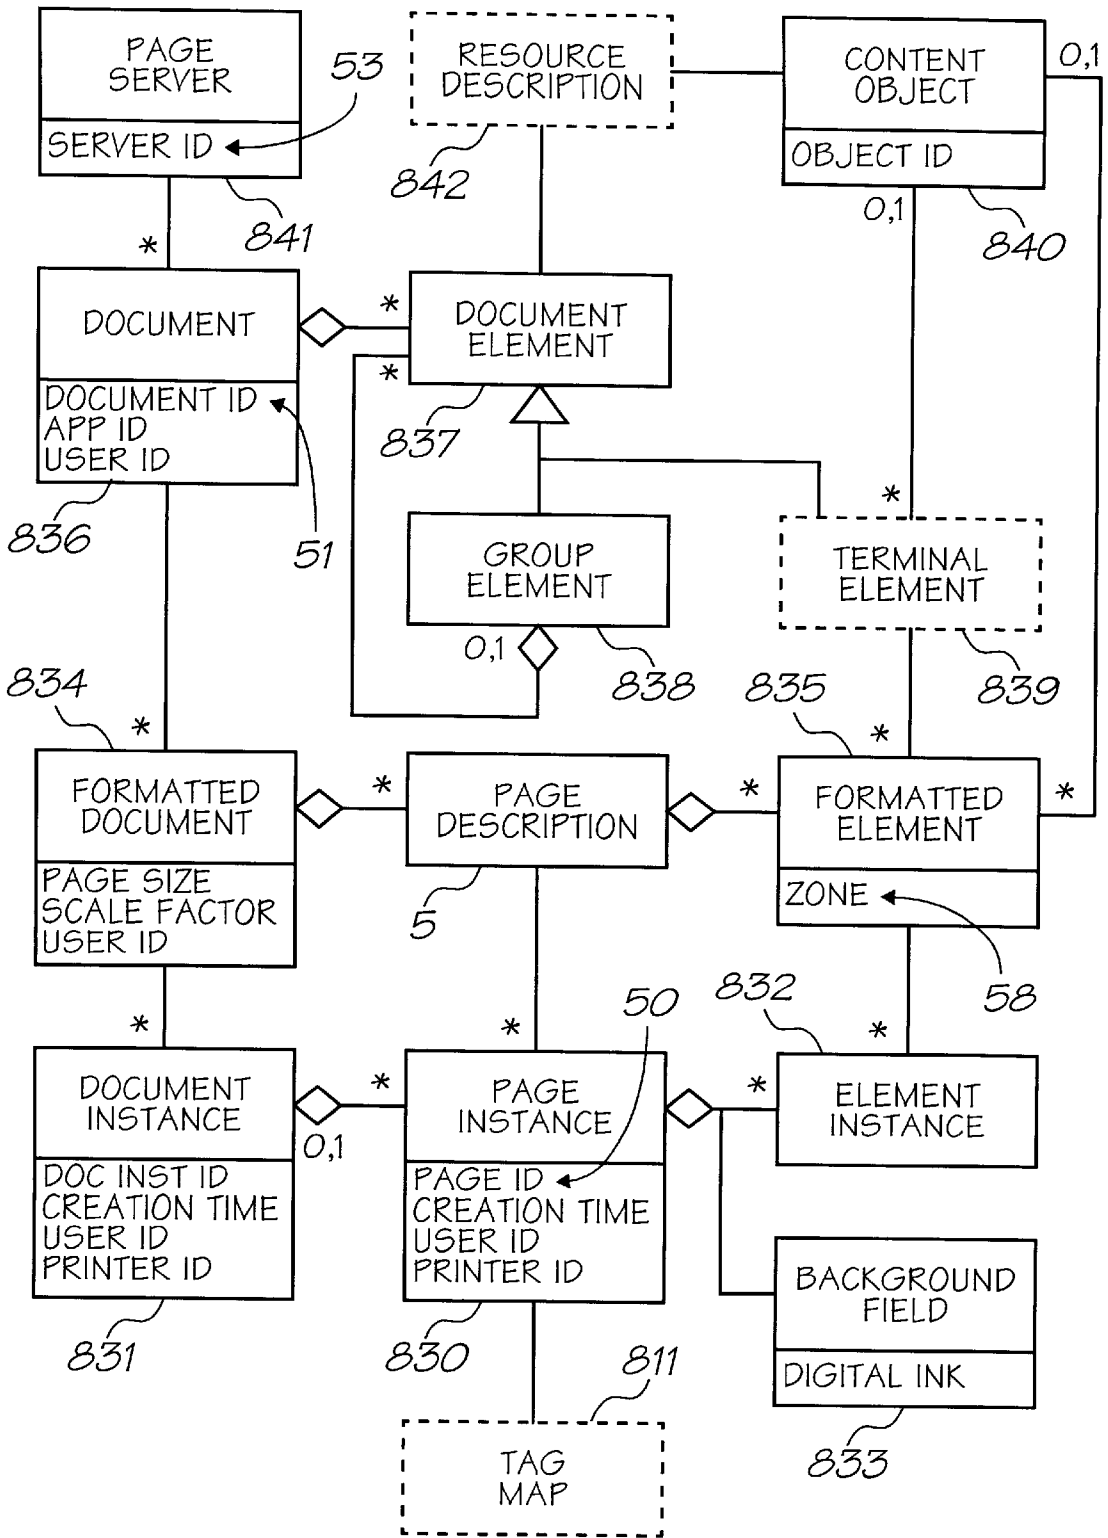 PAGE
SERVER
53
SERVER ID
841
RESOURCE
DESCRIPTION
842
CONTENT
OBJECT
0,1
OBJECT ID
0,1
840
*
DOCUMENT
DOCUMENT ID
APP ID
USER ID
836
51
*
*
DOCUMENT
ELEMENT
837
GROUP
ELEMENT
0,1
838
*
TERMINAL
ELEMENT
839
834
*
FORMATTED
DOCUMENT
PAGE SIZE
SCALE FACTOR
USER ID
*
PAGE
DESCRIPTION
5
835
*
*
*
FORMATTED
ELEMENT
ZONE
58
*
DOCUMENT
INSTANCE
DOC INST ID
CREATION TIME
USER ID
PRINTER ID
831
0,1
*
50
*
PAGE
INSTANCE
PAGE ID
CREATION TIME
USER ID
PRINTER ID
830
832
*
*
ELEMENT
INSTANCE
BACKGROUND
FIELD
DIGITAL INK
833
811
TAG
MAP